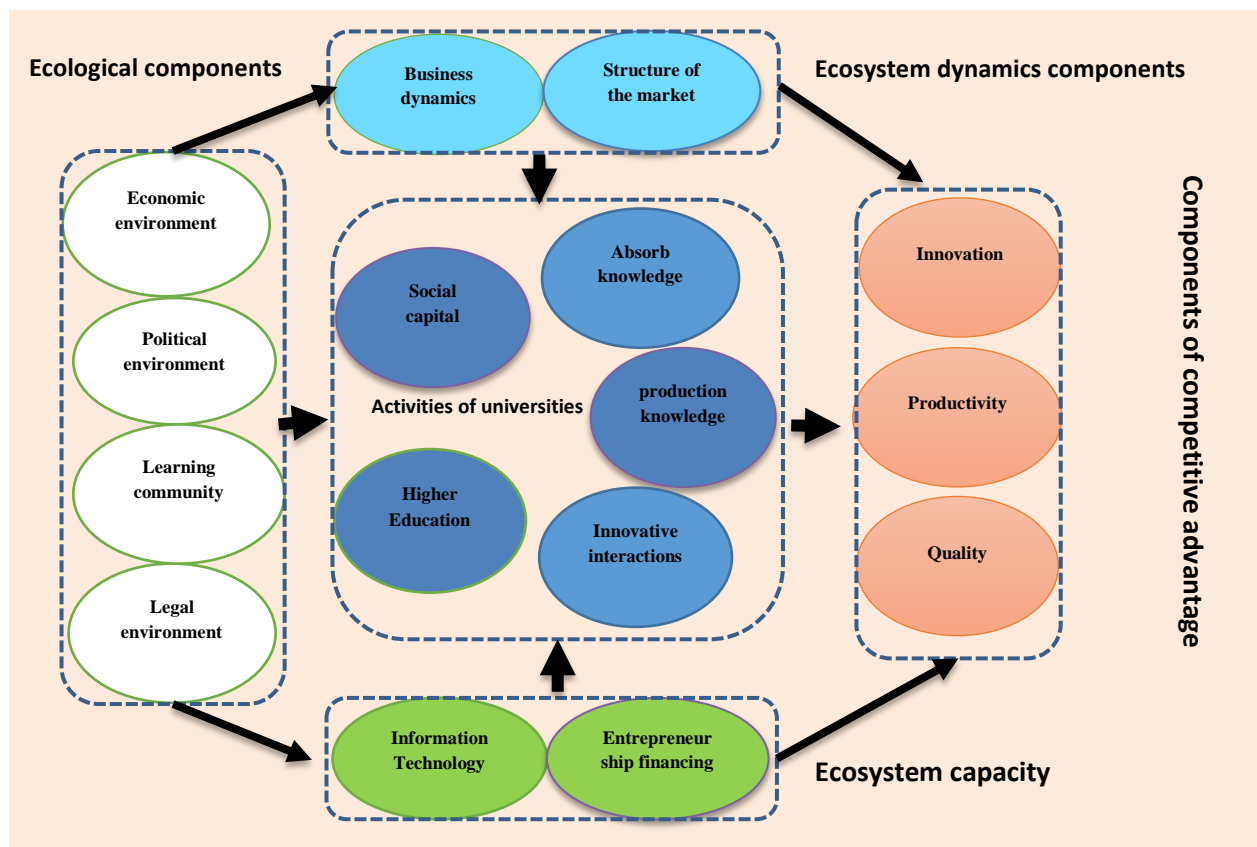 Ecological components
Business
dynamics
Structure of
the market
Ecosystem dynamics components
Economic
environment
Political
environment
Learning
community
Legal
environment
Social
capital
Absorb
knowledge
Activities of universities
production
knowledge
Higher
Education
Innovative
interactions
Innovation
Productivity
Quality
Components of competitive advantage
Information
Technology
Entrepreneur
ship financing
Ecosystem capacity